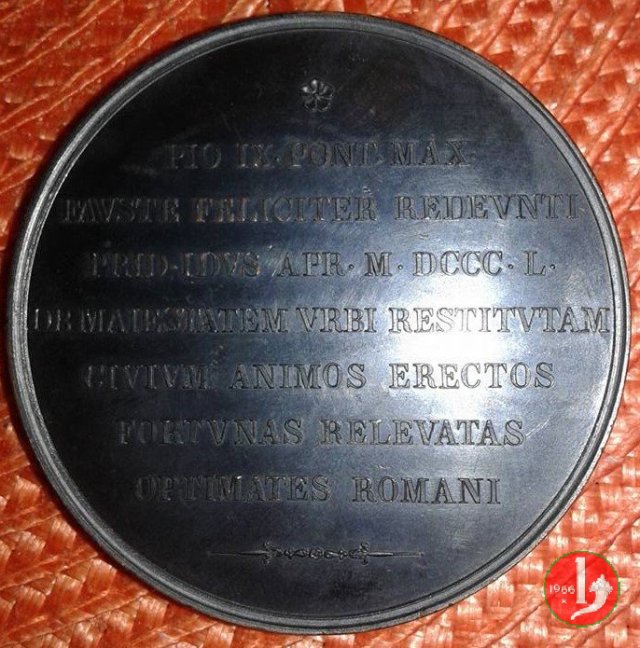 PIO IX·PONT·MAX
FAVSTE FELICITER REDEVNTI
PRID·IDVS APR·M·DCCC·L·
OB MAIESTATEM VRBI RESTITVTAM
CIVIVM ANIMOS ERECTOS
FORTVNAS RELEVATAS
OPTIMATES ROMANI
1966